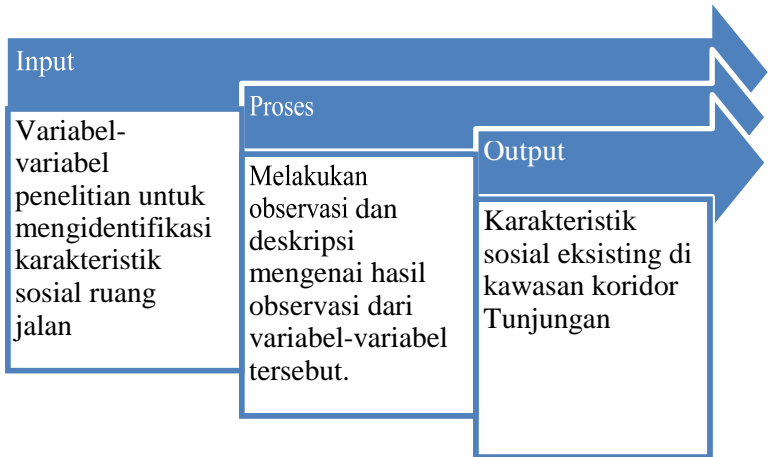 Input
Variabel-
variabel
penelitian untuk
mengidentifikasi
karakteristik
sosial ruang
jalan
Proses
Melakukan
observasi dan
deskripsi
mengenai hasil
observasi dari
variabel-variabel
tersebut.
Output
Karakteristik
sosial eksisting di
kawasan koridor
Tunjungan